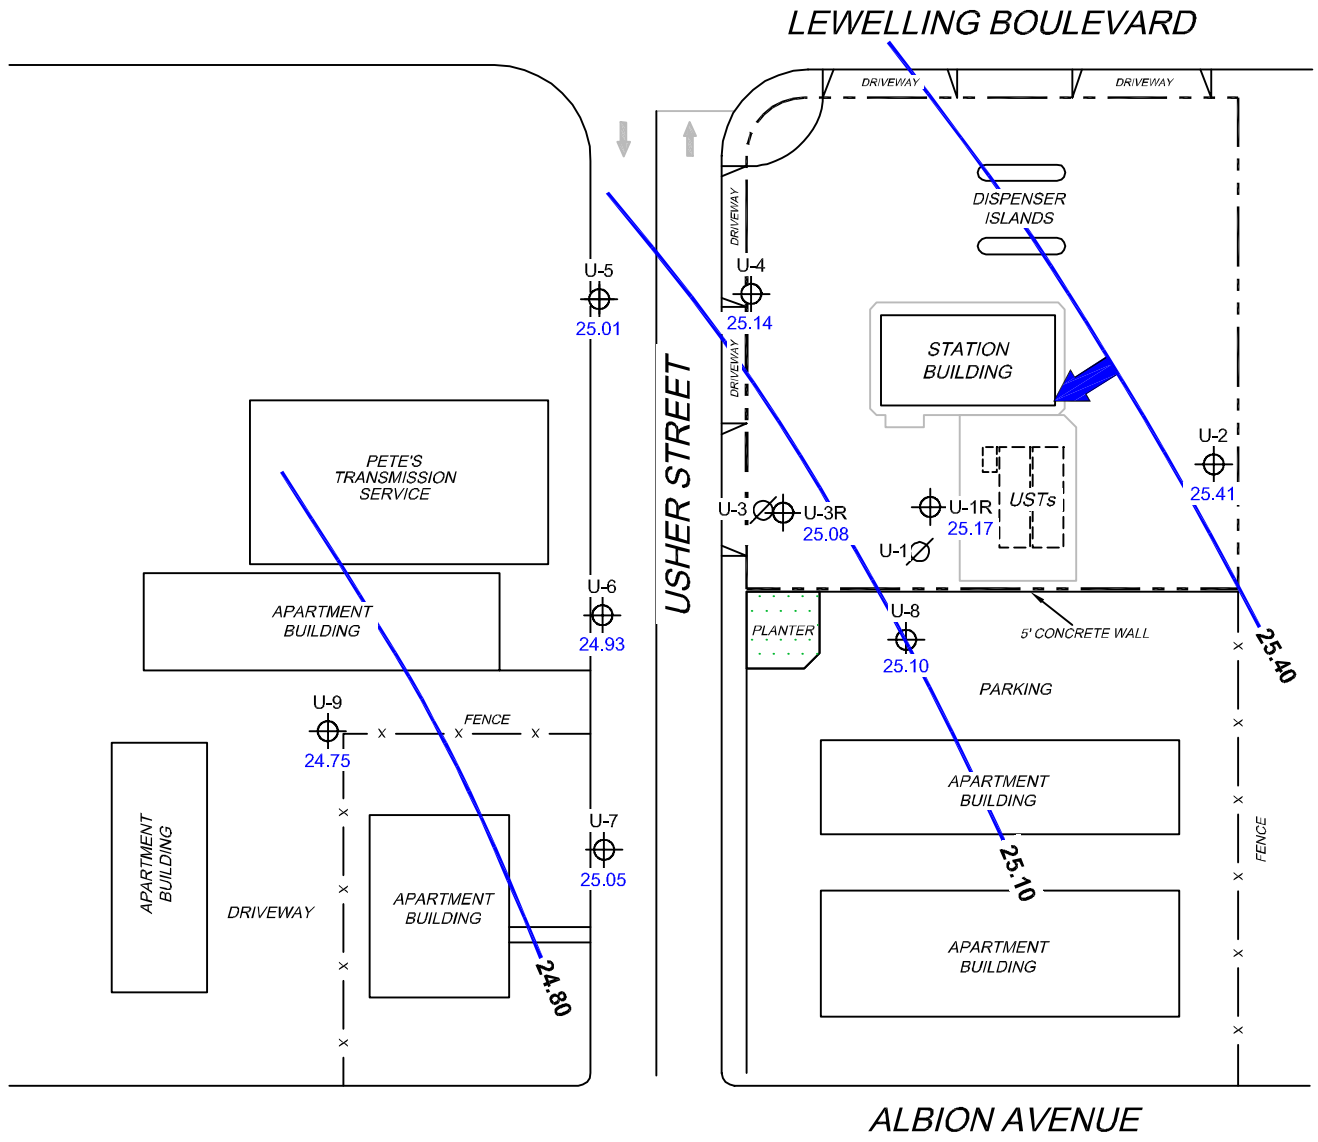 LEWELLING BOULEVARD
DRIVEWAY
DRIVEWAY
DRIVEWAY
DISPENSER
ISLANDS
U-5
25.01
U-4
25.14
DRIVEWAY
STATION
BUILDING
USHER STREET
U-2
25.41
PETE'S
TRANSMISSION
SERVICE
U-3
U-3R
25.08
U-1R
25.17
USTs
U-1
APARTMENT
BUILDING
U-6
24.93
PLANTER
U-8
25.10
5' CONCRETE WALL
25.40
PARKING
U-9
24.75
FENCE
X
X
X
X
X
X
X
X
X
X
X
X
X
X
APARTMENT
BUILDING
APARTMENT
BUILDING
U-7
25.05
FENCE
25.10
DRIVEWAY
APARTMENT
BUILDING
APARTMENT
BUILDING
24.80
ALBION AVENUE